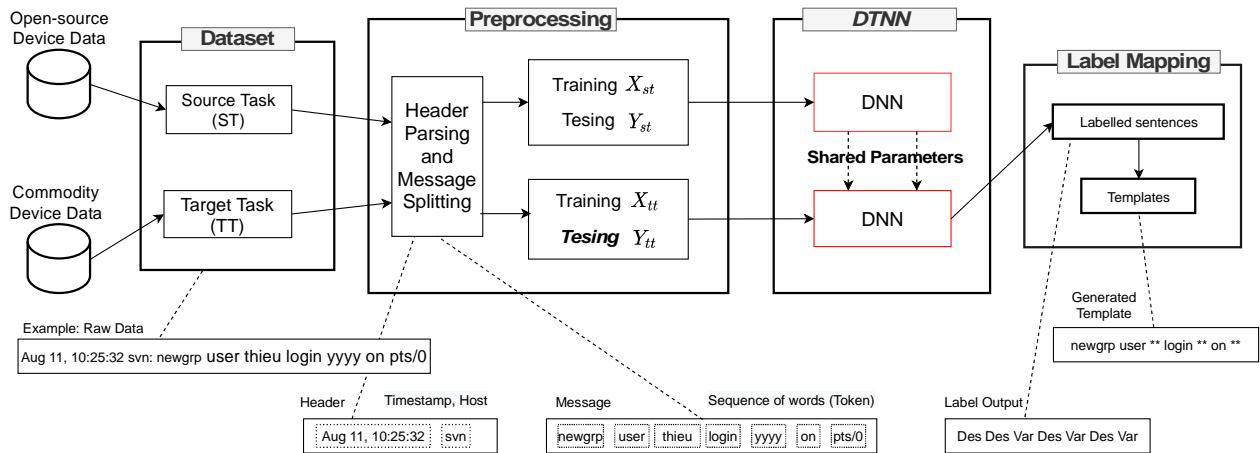 Open-source
Device Data
Commodity
Device Data
Dataset
Source Task
(ST)
Target Task
(TT)
Preprocessing
Header
Parsing
and
Message
Splitting
Training X_st
Tesing Y_st
Training X_tt
Tesing Y_tt
DTNN
DNN
Shared Parameters
DNN
Label Mapping
Labelled sentences
Templates
Example: Raw Data
Aug 11, 10:25:32 svn: newgrp user thieu login yyyy on pts/0
Generated
Template
newgrp user ** login ** on **
Header Timestamp, Host
Aug 11, 10:25:32 svn
Message Sequence of words (Token)
newgrp user thieu login yyyy on pts/0
Label Output
Des Des Var Des Var Des Var